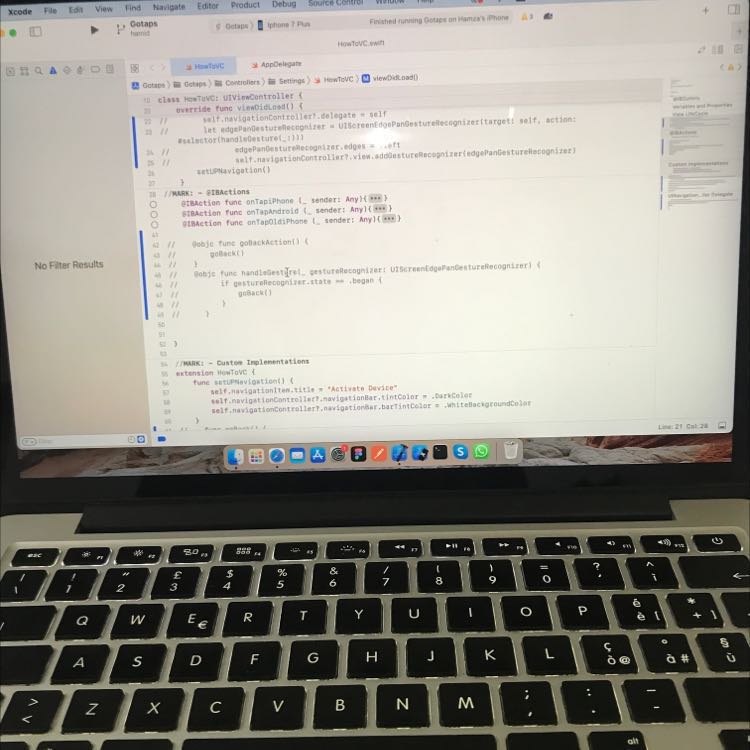 Xcode File Edit View Find Navigate Editor Product Debug Source Control Window Help
Gotaps
hamid
Gotaps 〉 Iphone 7 Plus
Finished running Gotaps on Hamza's iPhone
HowToVC.swift
HowToVC
AppDelegate
Gotaps 〉 Gotaps 〉 Controllers 〉 Settings 〉 HowToVC 〉 M viewDidLoad()
class HowToVC: UIViewController {
override func viewDidLoad() {
22 // self.navigationController?.delegate = self
23 // let edgePanGestureRecognizer = UIScreenEdgePanGestureRecognizer(target: self, action:
#selector(handleGesture(_:)))
24 // edgePanGestureRecognizer.edges = .left
25 // self.navigationController?.view.addGestureRecognizer(edgePanGestureRecognizer)
26 setUPNavigation()
27 }
28 //MARK: - @IBActions
@IBAction func onTapiPhone (_ sender: Any){•••}
@IBAction func onTapAndroid (_ sender: Any){•••}
@IBAction func onTapOldiPhone (_ sender: Any){•••}
41
42 // @objc func goBackAction() {
43 // goBack()
44 // }
45 // @objc func handleGesture(_ gestureRecognizer: UIScreenEdgePanGestureRecognizer) {
46 // if gestureRecognizer.state == .began {
47 // goBack()
48 // }
49 // }
50
51
52 }
53
54 //MARK: - Custom Implementations
55 extension HowToVC {
56 func setUPNavigation() {
57 self.navigationItem.title = "Activate Device"
58 self.navigationController?.navigationBar.tintColor = .DarkColor
59 self.navigationController?.navigationBar.barTintColor = .WhiteBackgroundColor
60 }
No Filter Results
Filter
@IBOutlets
Variables and Properties
View LifeCycle
@IBActions
Custom Implementations
Line: 21 Col: 28
esc F1 F2 F3 F4 F5 F6 F7 F8 F9 F10 F11 F12
\ ! 1 " 2 £ 3 $ 4 % 5 & 6 / 7 ( 8 ) 9 = 0 ? ' ^ ì
Q W E € R T Y U I O P é è [ * + ]
A S D F G H J K L ç ò @ ° à # § ù
> < Z X C V B N M ; , : . _ -
alt